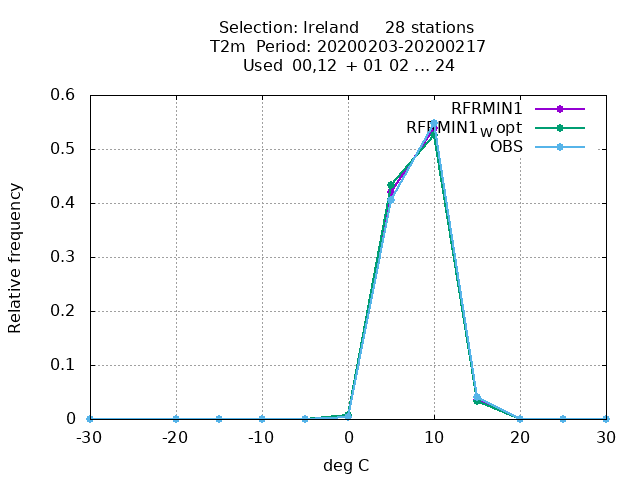 Selection: Ireland 28 stations
T2m Period: 20200203-20200217
Used 00,12 + 01 02 ... 24
RFRMIN1
RFRMIN1w opt
OBS
Relative frequency
0.6
0.5
0.4
0.3
0.2
0.1
0
-30 -20 -10 0 10 20 30
deg C